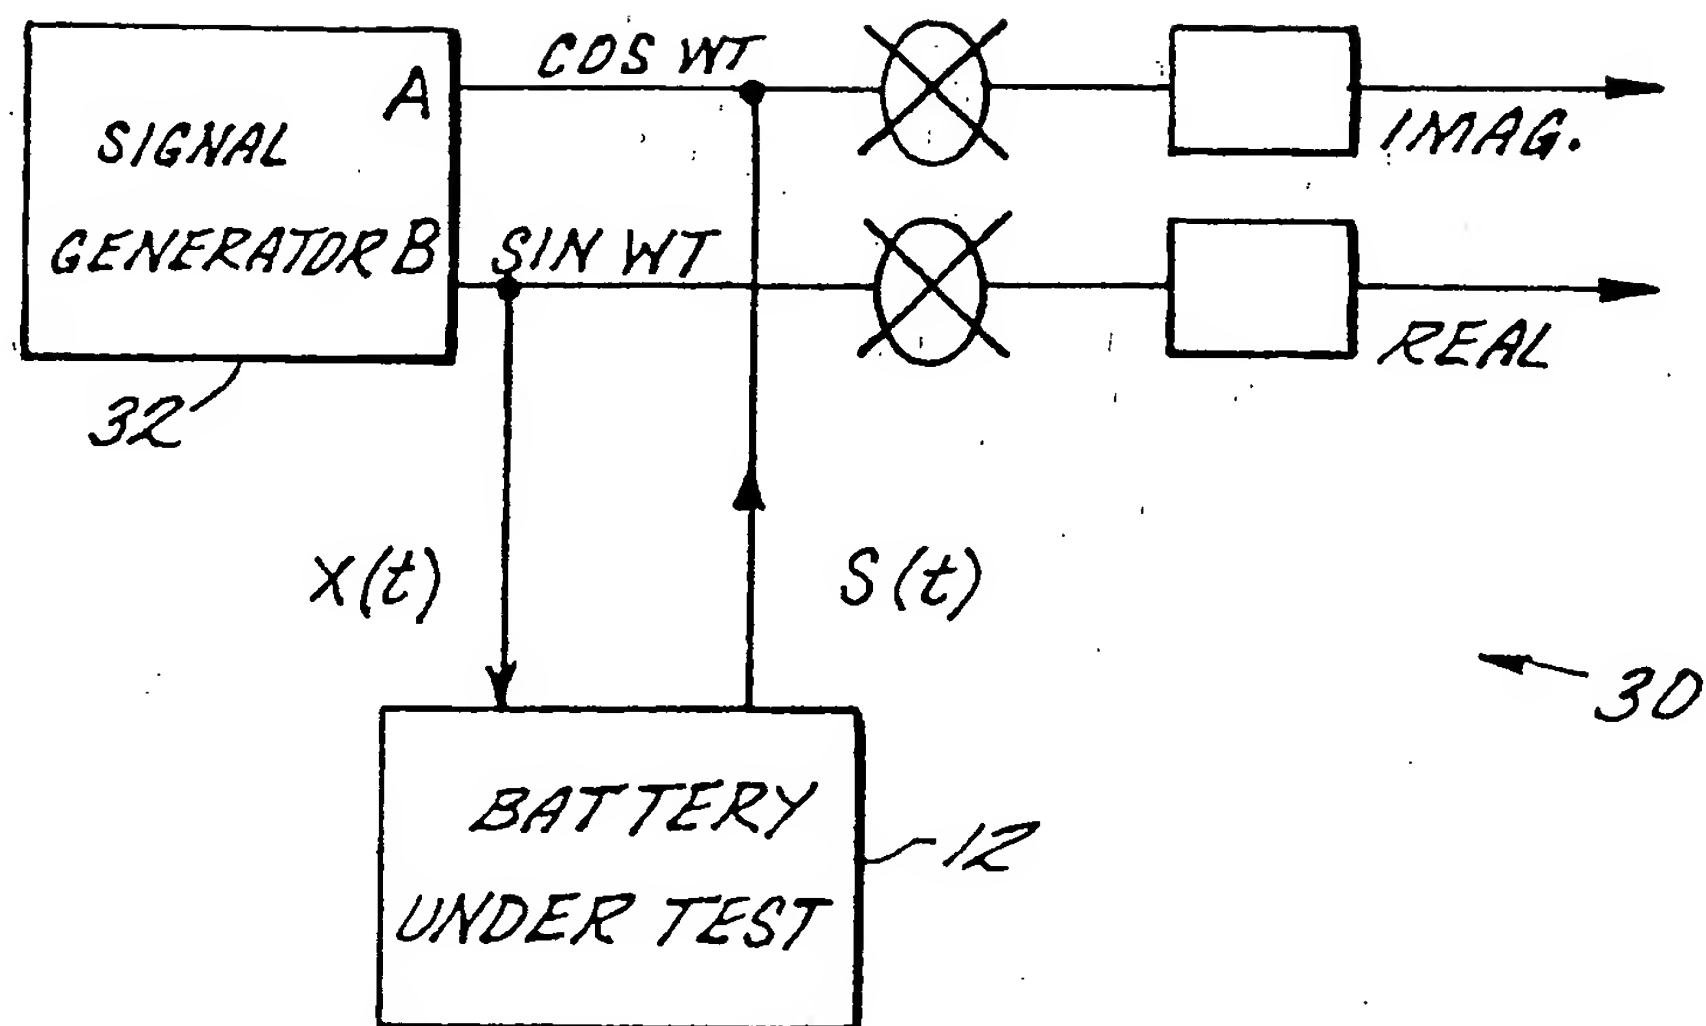 COS WT
A
SIGNAL
GENERATOR B
IMAG.
SIN WT
REAL
32
X(t)
S(t)
30
BATTERY
UNDER TEST
12